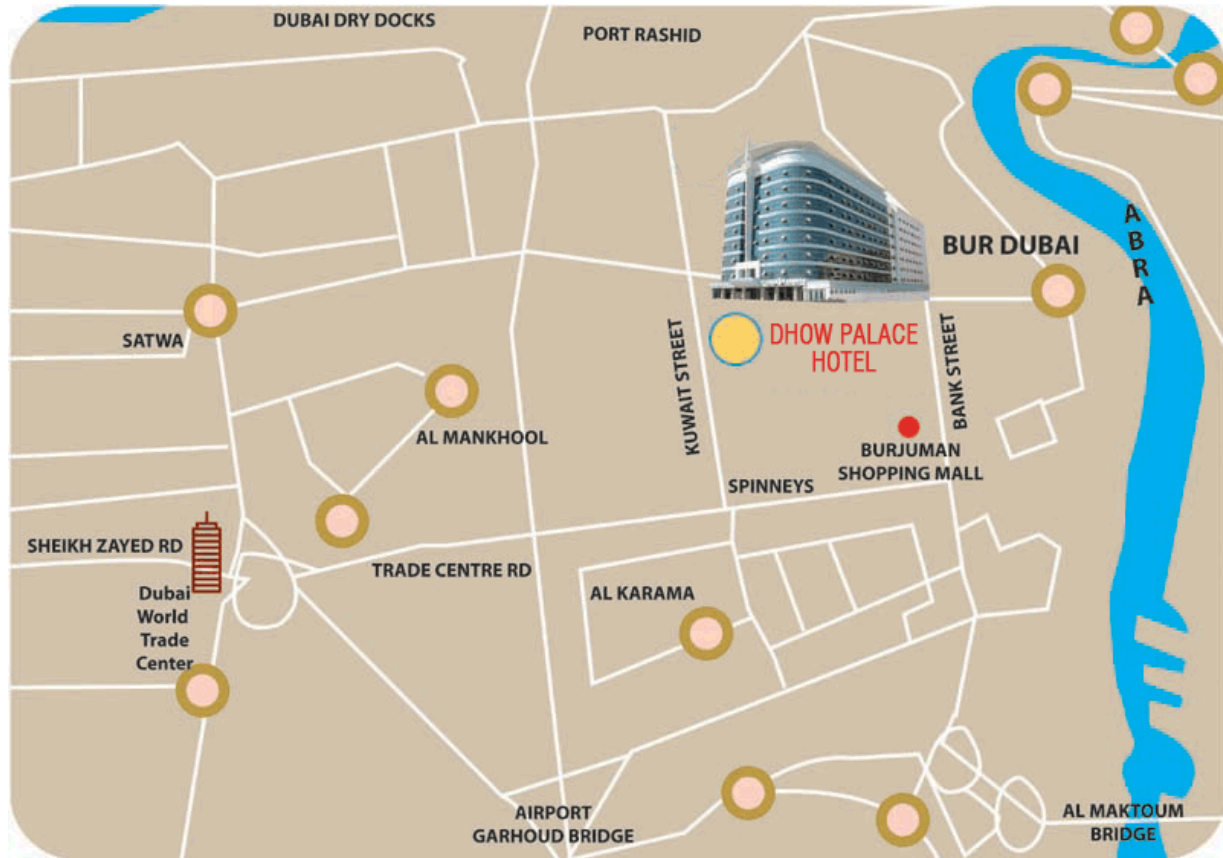 DUBAI DRY DOCKS
PORT RASHID
BUR DUBAI
ABRA
SATWA
KUWAIT STREET
DHOW PALACE
HOTEL
BANK STREET
AL MANKHOOL
BURJUMAN
SHOPPING MALL
SPINNEYS
SHEIKH ZAYED RD
TRADE CENTRE RD
Dubai
World
Trade
Center
AL KARAMA
AIRPORT
GARHOUD BRIDGE
AL MAKTOUM
BRIDGE